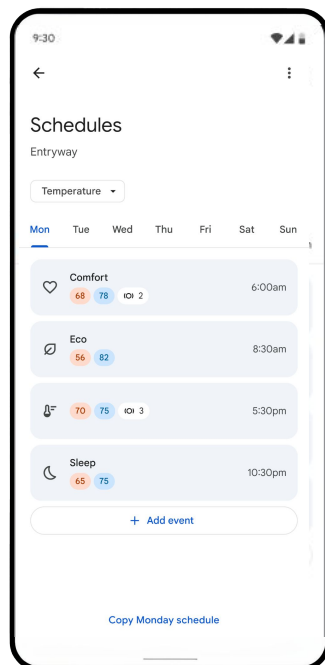 9:30
Schedules
Entryway
Temperature
Mon Tue Wed Thu Fri Sat Sun
Comfort
68 78 2
6:00am
Eco
56 82
8:30am
70 75 3
5:30pm
Sleep
65 75
10:30pm
+ Add event
Copy Monday schedule